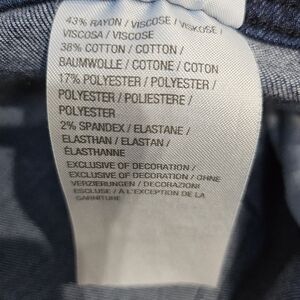 43% RAYON / VISCOSE / VISKOSE /
VISCOSA / VISCOSE
38% COTTON / COTTON /
BAUMWOLLE / COTONE / COTON
17% POLYESTER / POLYESTER /
POLYESTER / POLIESTERE /
POLYESTER
2% SPANDEX / ELASTANE /
ELASTHAN / ELASTAN /
ÉLASTHANNE
EXCLUSIVE OF DECORATION /
EXCLUSIVE OF DECORATION / OHNE
VERZIERUNGEN / DECORAZIONI
ESCLUSE / À L'EXCEPTION DE LA
GARNITURE